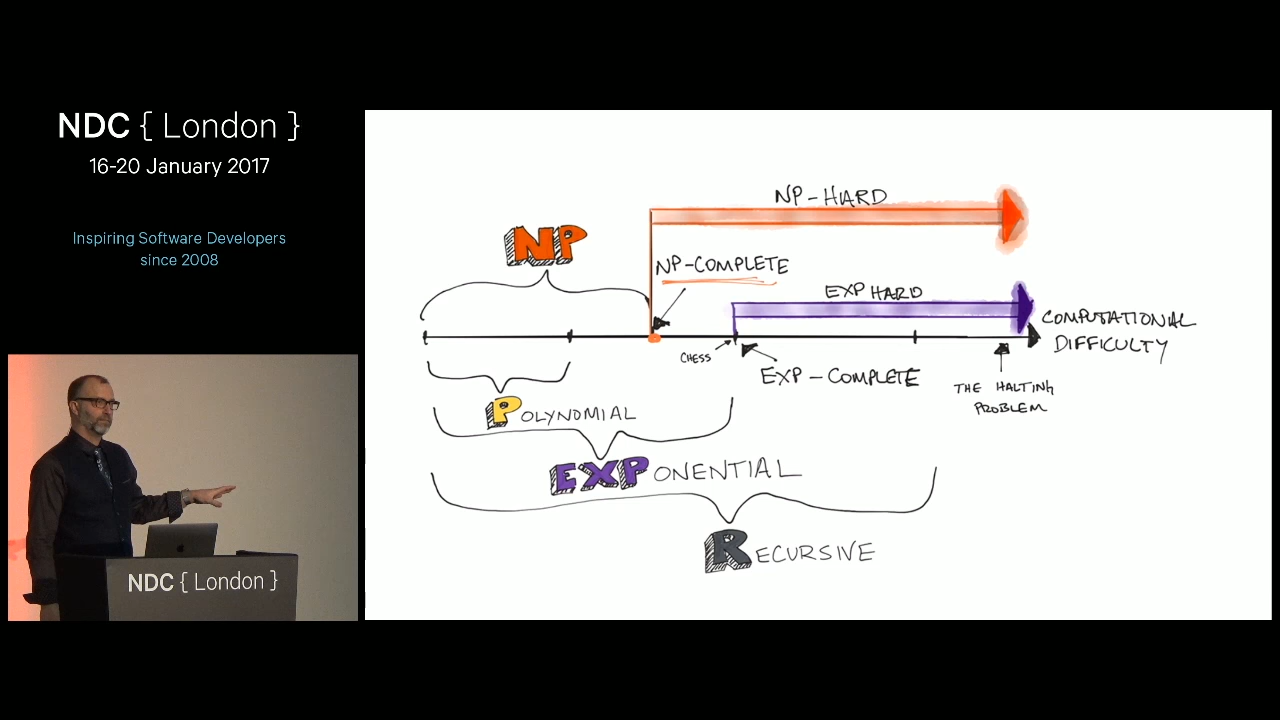 NDC { London }
16-20 January 2017
Inspiring Software Developers
since 2008
NDC { London }
NP-HARD
NP
NP-COMPLETE
EXP HARD
COMPUTATIONAL
DIFFICULTY
CHESS
EXP-COMPLETE
THE HALTING
PROBLEM
POLYNOMIAL
EXPONENTIAL
RECURSIVE